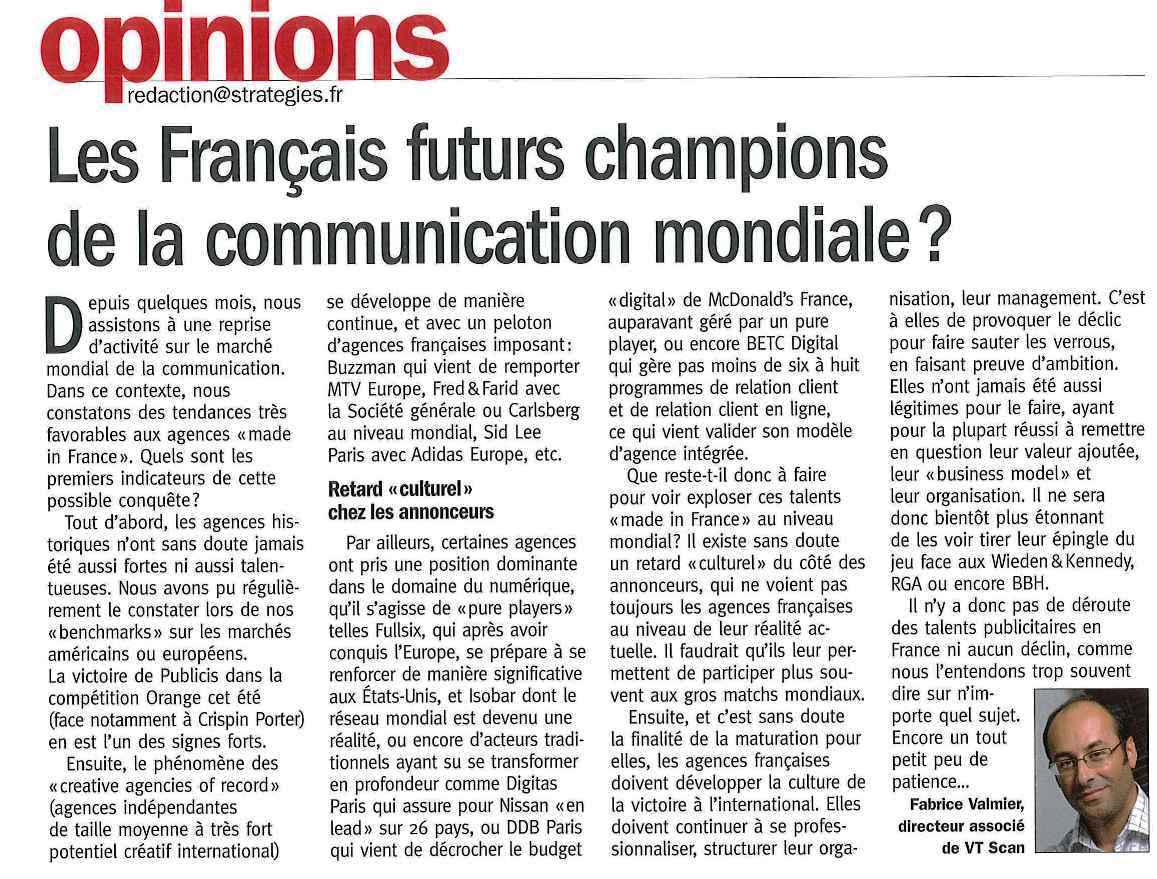 opinions
redaction@strategies.fr
Les Français futurs champions
de la communication mondiale ?
Depuis quelques mois, nous
assistons à une reprise
d’activité sur le marché
mondial de la communication.
Dans ce contexte, nous
constatons des tendances très
favorables aux agences «made
in France». Quels sont les
premiers indicateurs de cette
possible conquête ?
Tout d’abord, les agences his-
toriques n’ont sans doute jamais
été aussi fortes ni aussi talen-
tueuses. Nous avons pu réguliè-
rement le constater lors de nos
«benchmarks» sur les marchés
américains ou européens.
La victoire de Publicis dans la
compétition Orange cet été
(face notamment à Crispin Porter)
en est l’un des signes forts.
Ensuite, le phénomène des
«creative agencies of record»
(agences indépendantes
de taille moyenne à très fort
potentiel créatif international)
se développe de manière
continue, et avec un peloton
d’agences françaises imposant :
Buzzman qui vient de remporter
MTV Europe, Fred & Farid avec
la Société générale ou Carlsberg
au niveau mondial, Sid Lee
Paris avec Adidas Europe, etc.
Retard «culturel»
chez les annonceurs
Par ailleurs, certaines agences
ont pris une position dominante
dans le domaine du numérique,
qu’il s’agisse de «pure players»
telles Fullsix, qui après avoir
conquis l’Europe, se prépare à se
renforcer de manière significative
aux États-Unis, et Isobar dont le
réseau mondial est devenu une
réalité, ou encore d’acteurs tradi-
tionnels ayant su se transformer
en profondeur comme Digitas
Paris qui assure pour Nissan «en
lead» sur 26 pays, ou DDB Paris
qui vient de décrocher le budget
«digital» de McDonald’s France,
auparavant géré par un pure
player, ou encore BETC Digital
qui gère pas moins de six à huit
programmes de relation client
et de relation client en ligne,
ce qui vient valider son modèle
d’agence intégrée.
Que reste-t-il donc à faire
pour voir exploser ces talents
«made in France» au niveau
mondial ? Il existe sans doute
un retard «culturel» du côté des
annonceurs, qui ne voient pas
toujours les agences françaises
au niveau de leur réalité ac-
tuelle. Il faudrait qu’ils leur per-
mettent de participer plus sou-
vent aux gros matchs mondiaux.
Ensuite, et c’est sans doute
la finalité de la maturation pour
elles, les agences françaises
doivent développer la culture de
la victoire à l’international. Elles
doivent continuer à se profes-
sionnaliser, structurer leur orga-
nisation, leur management. C’est
à elles de provoquer le déclic
pour faire sauter les verrous,
en faisant preuve d’ambition.
Elles n’ont jamais été aussi
légitimes pour le faire, ayant
pour la plupart réussi à remettre
en question leur valeur ajoutée,
leur «business model» et
leur organisation. Il ne sera
donc bientôt plus étonnant
de les voir tirer leur épingle du
jeu face aux Wieden & Kennedy,
RGA ou encore BBH.
Il n’y a donc pas de déroute
des talents publicitaires en
France ni aucun déclin, comme
nous l’entendons trop souvent
dire sur n’im-
porte quel sujet.
Encore un tout
petit peu de
patience...
Fabrice Valmier,
directeur associé
de VT Scan